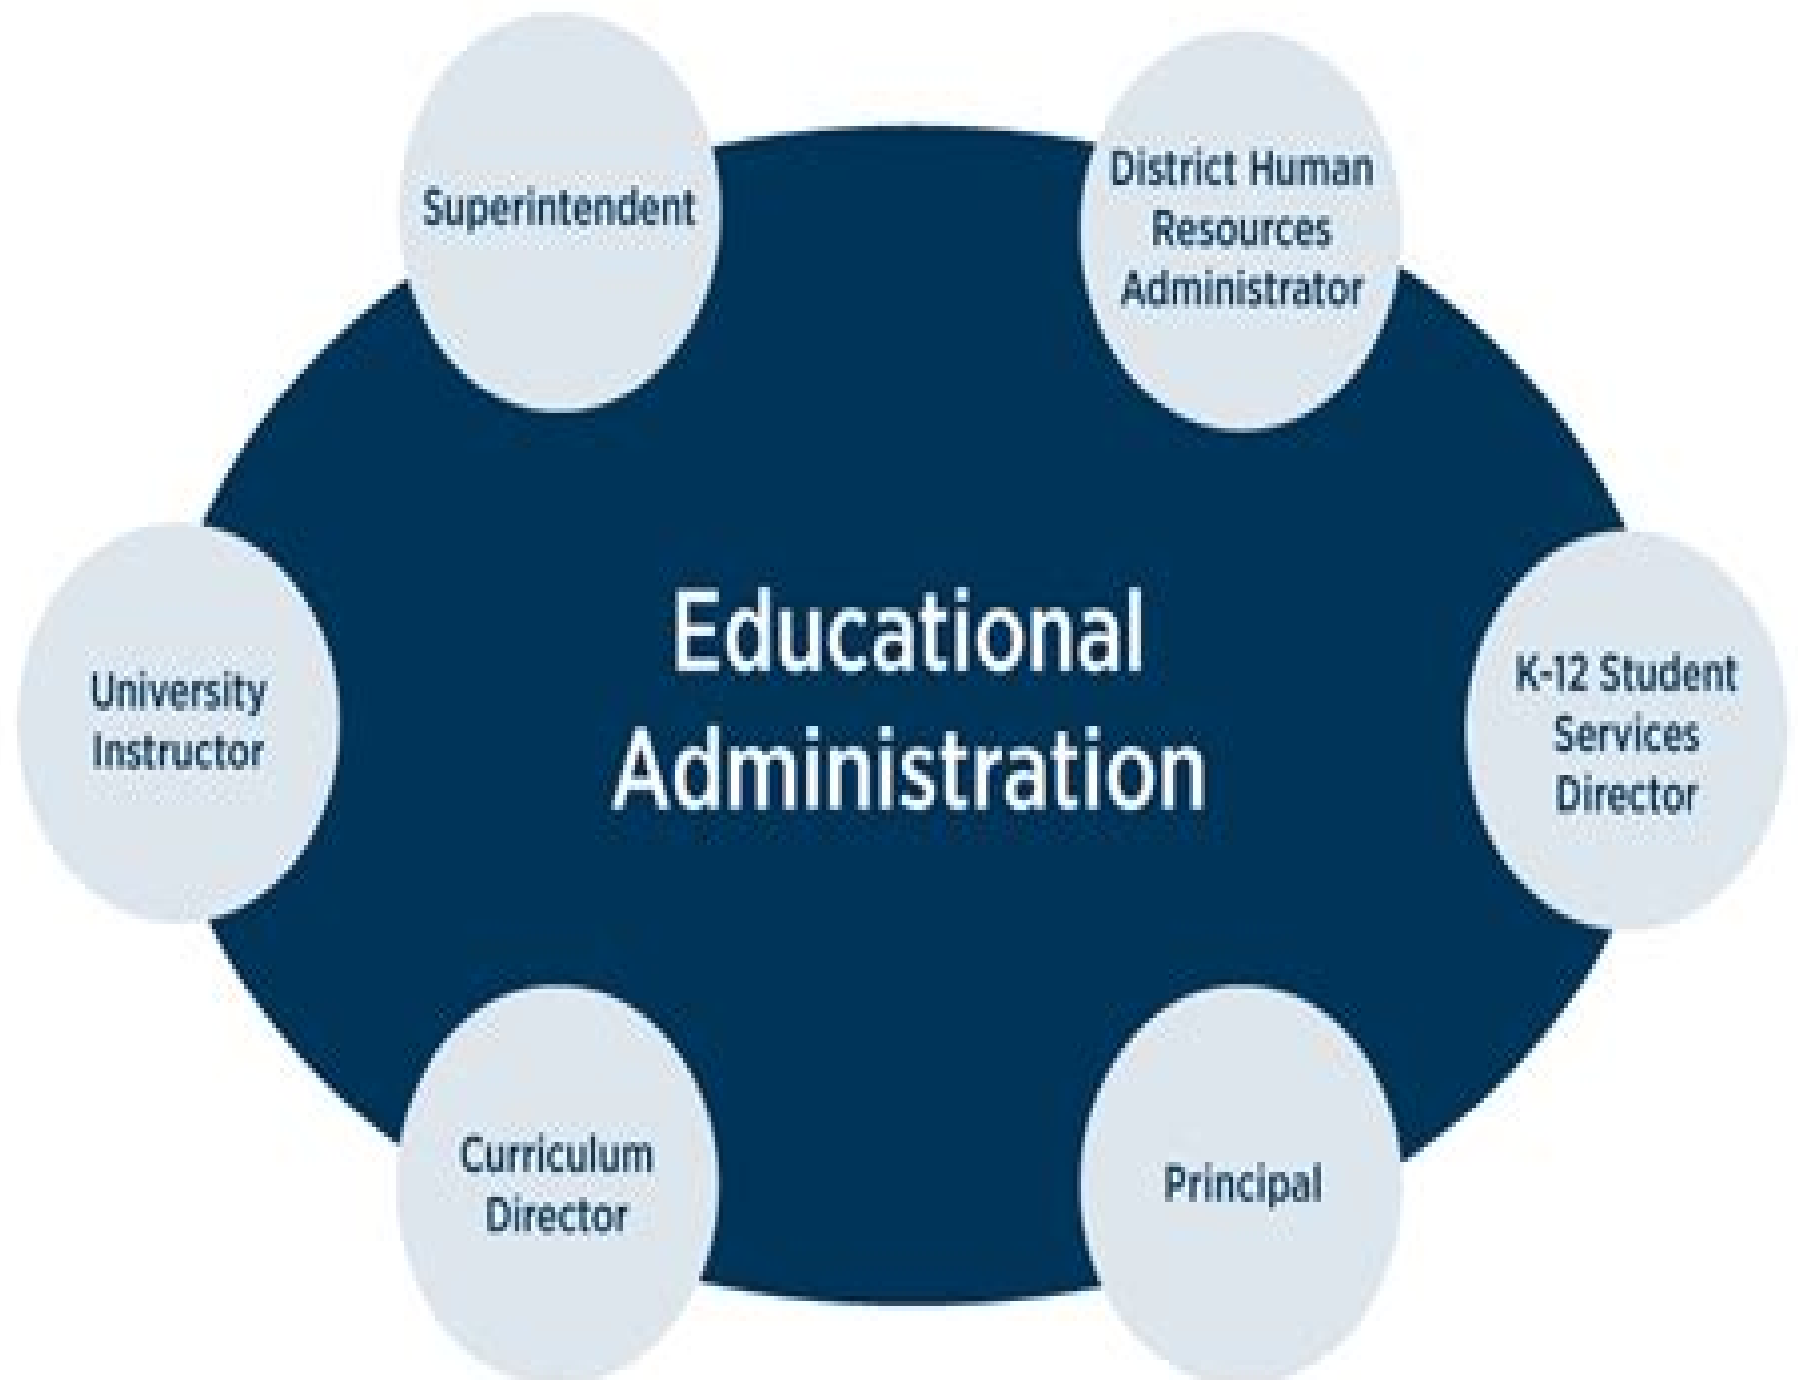 Superintendent
District Human
Resources
Administrator
University
Instructor
Educational
Administration
K-12 Student
Services
Director
Curriculum
Director
Principal